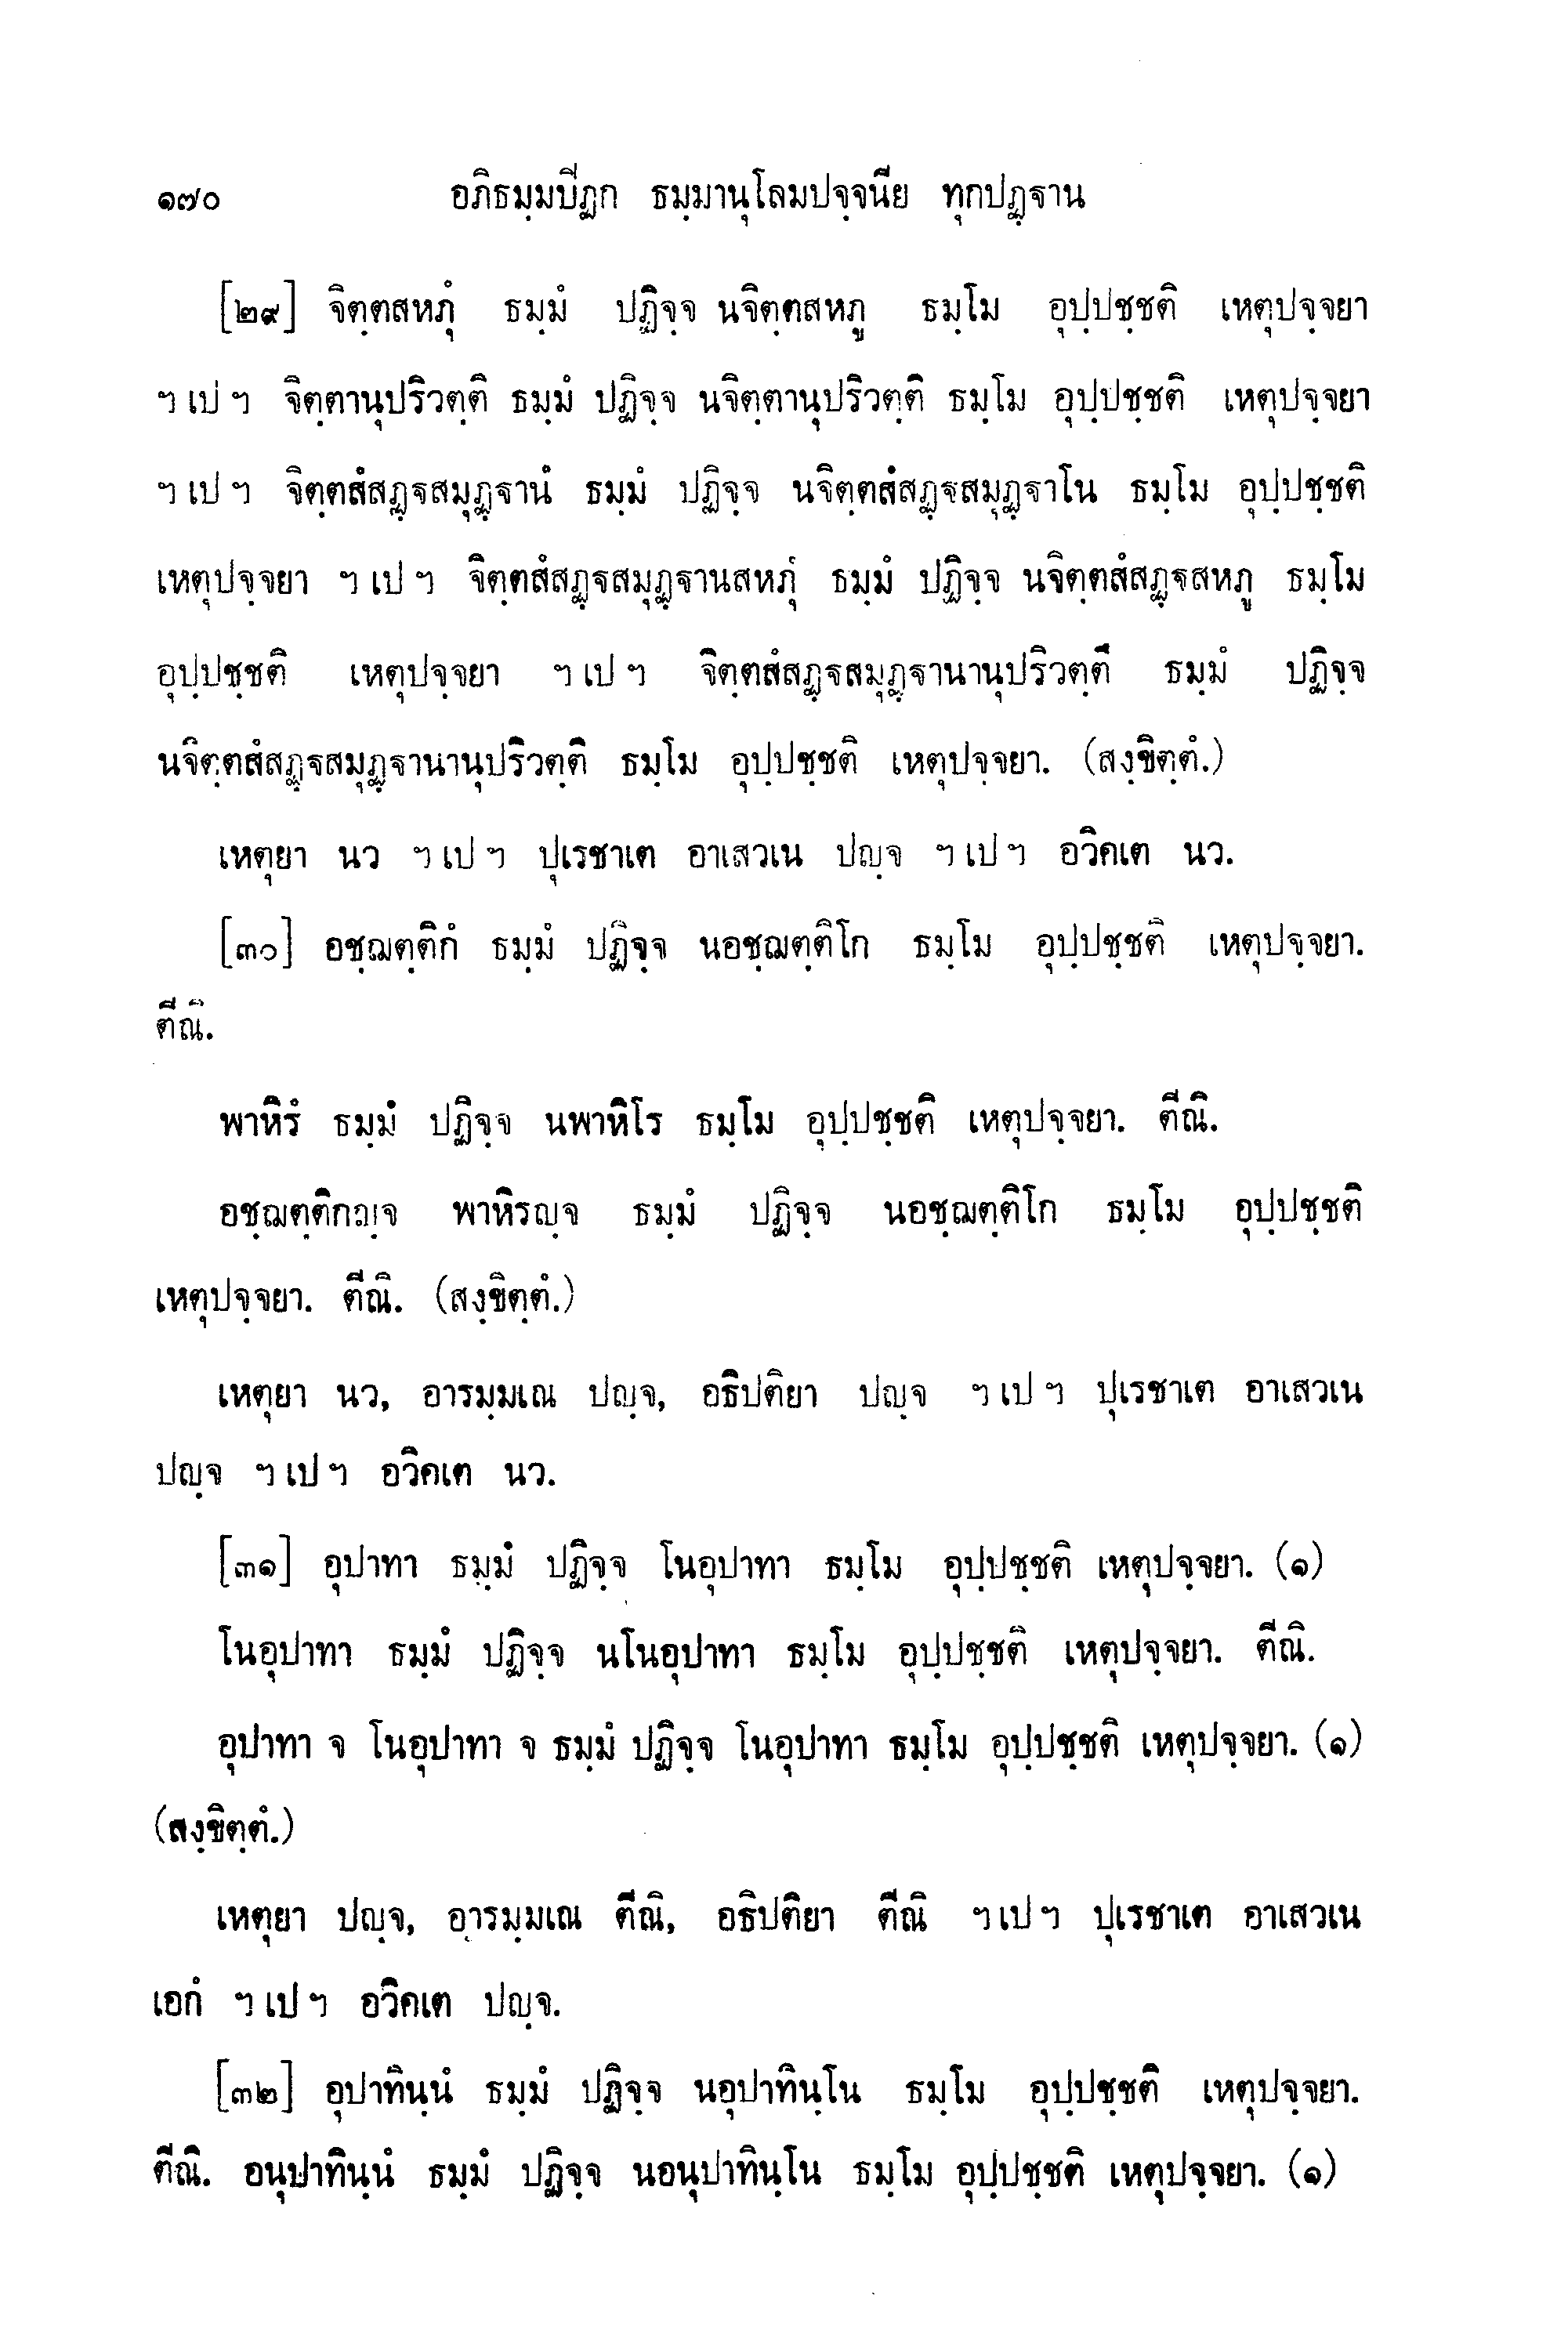 ๑๗๐ อภิธมฺมปีฏก ธมฺมานุโลมปจฺจนีย ทุกปฏฺฐาน
[๒๙] จิตฺตสหภุํ ธมฺมํ ปฏิจฺจ นจิตฺตสหภู ธมฺโม อุปฺปชฺชติ เหตุปจฺจยา
ฯ เป ฯ จิตฺตานุปริวตฺติ ธมฺมํ ปฏิจฺจ นจิตฺตานุปริวตฺติ ธมฺโม อุปฺปชฺชติ เหตุปจฺจยา
ฯ เป ฯ จิตฺตสํสฏฺฐสมุฏฺฐานํ ธมฺมํ ปฏิจฺจ นจิตฺตสํสฏฺฐสมุฏฺฐาโน ธมฺโม อุปฺปชฺชติ
เหตุปจฺจยา ฯ เป ฯ จิตฺตสํสฏฺฐสมุฏฺฐานสหภุํ ธมฺมํ ปฏิจฺจ นจิตฺตสํสฏฺฐสหภู ธมฺโม
อุปฺปชฺชติ เหตุปจฺจยา ฯ เป ฯ จิตฺตสํสฏฺฐสมุฏฺฐานานุปริวตฺตึ ธมฺมํ ปฏิจฺจ
นจิตฺตสํสฏฺฐสมุฏฺฐานานุปริวตฺติ ธมฺโม อุปฺปชฺชติ เหตุปจฺจยา. (สงฺขิตฺตํ.)
เหตุยา นว ฯ เป ฯ ปุเรชาเต อาเสวเน ปญฺจ ฯ เป ฯ อวิคเต นว.
[๓๐] อชฺฌตฺติกํ ธมฺมํ ปฏิจฺจ นอชฺฌตฺติโก ธมฺโม อุปฺปชฺชติ เหตุปจฺจยา.
ตีณิ.
พาหิรํ ธมฺมํ ปฏิจฺจ นพาหิโร ธมฺโม อุปฺปชฺชติ เหตุปจฺจยา. ตีณิ.
อชฺฌตฺติกญฺจ พาหิรญฺจ ธมฺมํ ปฏิจฺจ นอชฺฌตฺติโก ธมฺโม อุปฺปชฺชติ
เหตุปจฺจยา. ตีณิ. (สงฺขิตฺตํ.)
เหตุยา นว, อารมฺมเณ ปญฺจ, อธิปติยา ปญฺจ ฯ เป ฯ ปุเรชาเต อาเสวเน
ปญฺจ ฯ เป ฯ อวิคเต นว.
[๓๑] อุปาทา ธมฺมํ ปฏิจฺจ โนอุปาทา ธมฺโม อุปฺปชฺชติ เหตุปจฺจยา. (๑)
โนอุปาทา ธมฺมํ ปฏิจฺจ นโนอุปาทา ธมฺโม อุปฺปชฺชติ เหตุปจฺจยา. ตีณิ.
อุปาทา จ โนอุปาทา จ ธมฺมํ ปฏิจฺจ โนอุปาทา ธมฺโม อุปฺปชฺชติ เหตุปจฺจยา. (๑)
(สงฺขิตฺตํ.)
เหตุยา ปญฺจ, อารมฺมเณ ตีณิ, อธิปติยา ตีณิ ฯ เป ฯ ปุเรชาเต อาเสวเน
เอกํ ฯ เป ฯ อวิคเต ปญฺจ.
[๓๒] อุปาทินฺนํ ธมฺมํ ปฏิจฺจ นอุปาทินฺโน ธมฺโม อุปฺปชฺชติ เหตุปจฺจยา.
ตีณิ. อนุปาทินฺนํ ธมฺมํ ปฏิจฺจ นอนุปาทินฺโน ธมฺโม อุปฺปชฺชติ เหตุปจฺจยา. (๑)